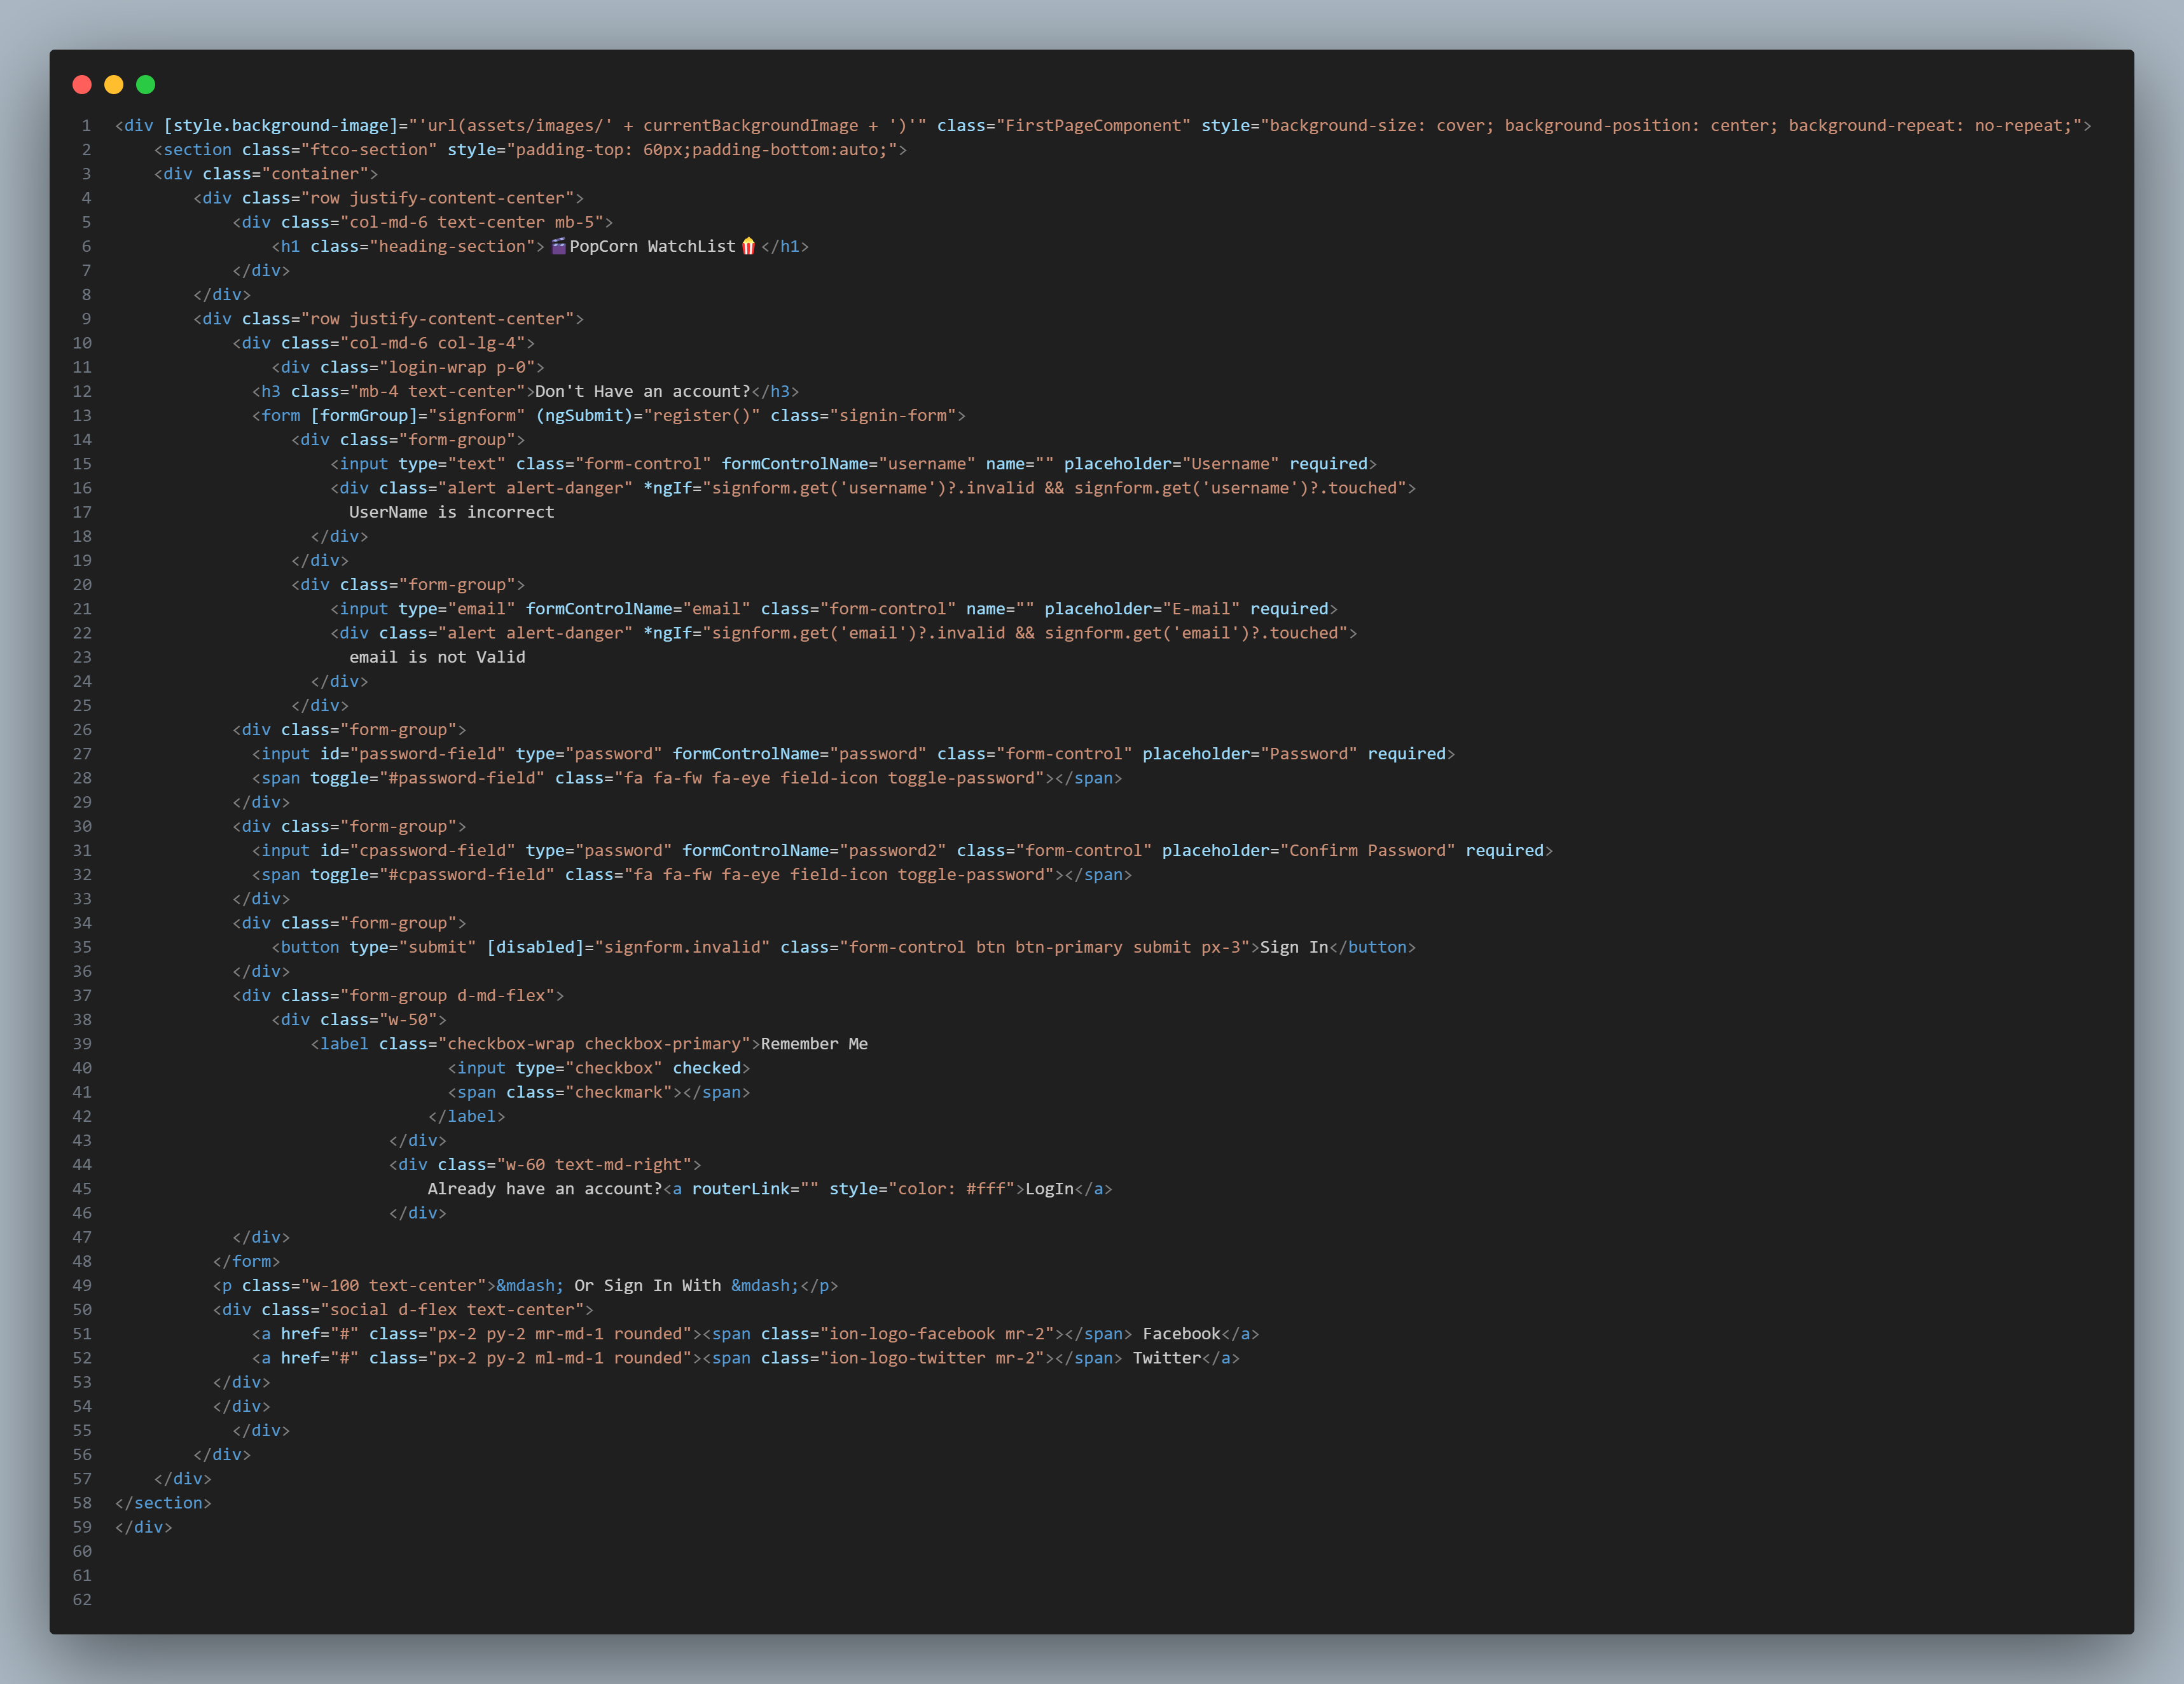 1 <div [style.background-image]="'url(assets/images/' + currentBackgroundImage + ')'" class="FirstPageComponent" style="background-size: cover; background-position: center; background-repeat: no-repeat;">
2     <section class="ftco-section" style="padding-top: 60px;padding-bottom:auto;">
3     <div class="container">
4         <div class="row justify-content-center">
5             <div class="col-md-6 text-center mb-5">
6                 <h1 class="heading-section">🎬PopCorn WatchList🍿</h1>
7             </div>
8         </div>
9         <div class="row justify-content-center">
10             <div class="col-md-6 col-lg-4">
11                 <div class="login-wrap p-0">
12               <h3 class="mb-4 text-center">Don't Have an account?</h3>
13               <form [formGroup]="signform" (ngSubmit)="register()" class="signin-form">
14                   <div class="form-group">
15                       <input type="text" class="form-control" formControlName="username" name="" placeholder="Username" required>
16                       <div class="alert alert-danger" *ngIf="signform.get('username')?.invalid && signform.get('username')?.touched">
17                         UserName is incorrect
18                     </div>
19                   </div>
20                   <div class="form-group">
21                       <input type="email" formControlName="email" class="form-control" name="" placeholder="E-mail" required>
22                       <div class="alert alert-danger" *ngIf="signform.get('email')?.invalid && signform.get('email')?.touched">
23                         email is not Valid
24                     </div>
25                   </div>
26             <div class="form-group">
27               <input id="password-field" type="password" formControlName="password" class="form-control" placeholder="Password" required>
28               <span toggle="#password-field" class="fa fa-fw fa-eye field-icon toggle-password"></span>
29             </div>
30             <div class="form-group">
31               <input id="cpassword-field" type="password" formControlName="password2" class="form-control" placeholder="Confirm Password" required>
32               <span toggle="#cpassword-field" class="fa fa-fw fa-eye field-icon toggle-password"></span>
33             </div>
34             <div class="form-group">
35                 <button type="submit" [disabled]="signform.invalid" class="form-control btn btn-primary submit px-3">Sign In</button>
36             </div>
37             <div class="form-group d-md-flex">
38                 <div class="w-50">
39                     <label class="checkbox-wrap checkbox-primary">Remember Me
40                                   <input type="checkbox" checked>
41                                   <span class="checkmark"></span>
42                                 </label>
43                             </div>
44                             <div class="w-60 text-md-right">
45                                 Already have an account?<a routerLink="" style="color: #fff">LogIn</a>
46                             </div>
47             </div>
48           </form>
49           <p class="w-100 text-center">&mdash; Or Sign In With &mdash;</p>
50           <div class="social d-flex text-center">
51               <a href="#" class="px-2 py-2 mr-md-1 rounded"><span class="ion-logo-facebook mr-2"></span> Facebook</a>
52               <a href="#" class="px-2 py-2 ml-md-1 rounded"><span class="ion-logo-twitter mr-2"></span> Twitter</a>
53           </div>
54           </div>
55             </div>
56         </div>
57     </div>
58 </section>
59 </div>
60
61
62